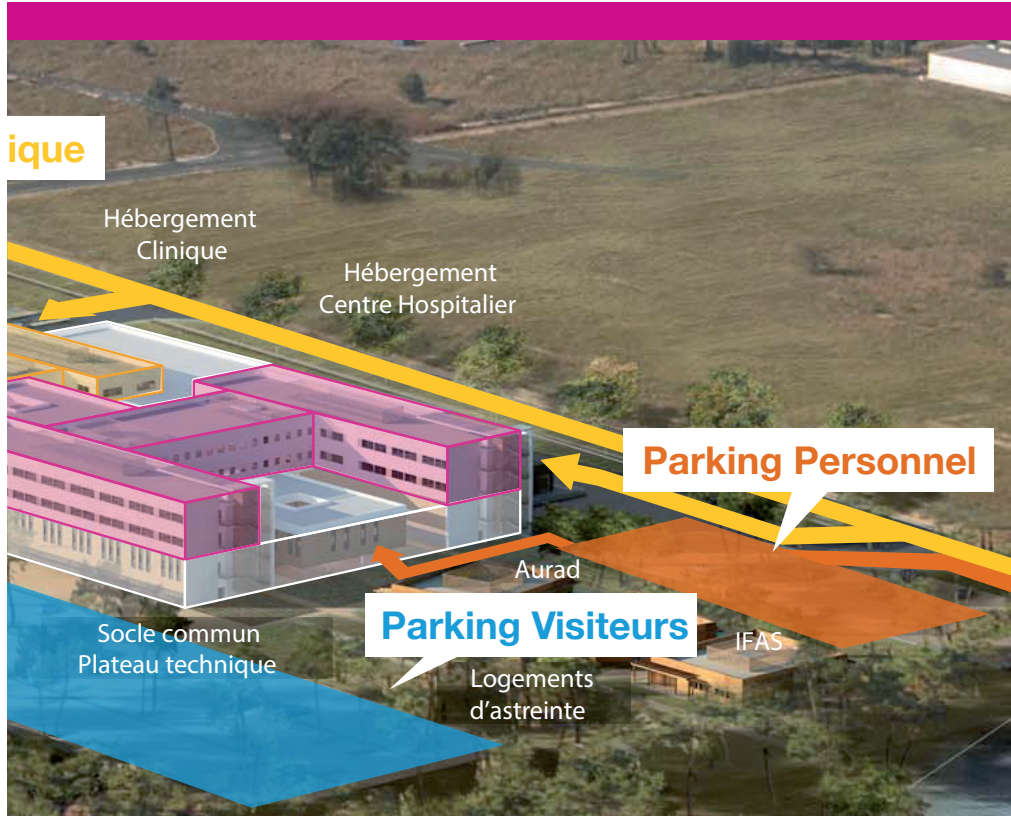 ique
Hébergement
Clinique
Hébergement
Centre Hospitalier
Parking Personnel
Aurad
Parking Visiteurs
IFAS
Socle commun
Plateau technique
Logements
d'astreinte